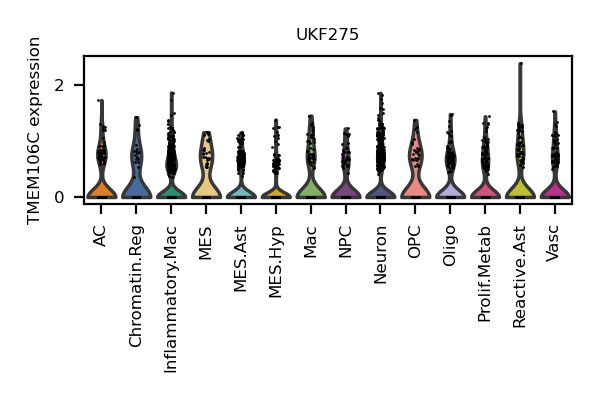 UKF275
TMEM106C expression
2
0
AC
Chromatin.Reg
Inflammatory.Mac
MES
MES.Ast
MES.Hyp
Mac
NPC
Neuron
OPC
Oligo
Prolif.Metab
Reactive.Ast
Vasc